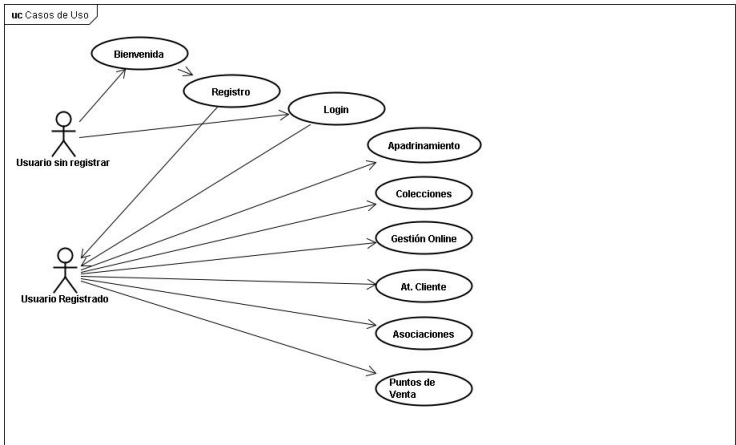 uc Casos de Uso
Bienvenida
Registro
Login
Usuario sin registrar
Apadrinamiento
Colecciones
Gestión Online
Usuario Registrado
At. Cliente
Asociaciones
Puntos de
Venta